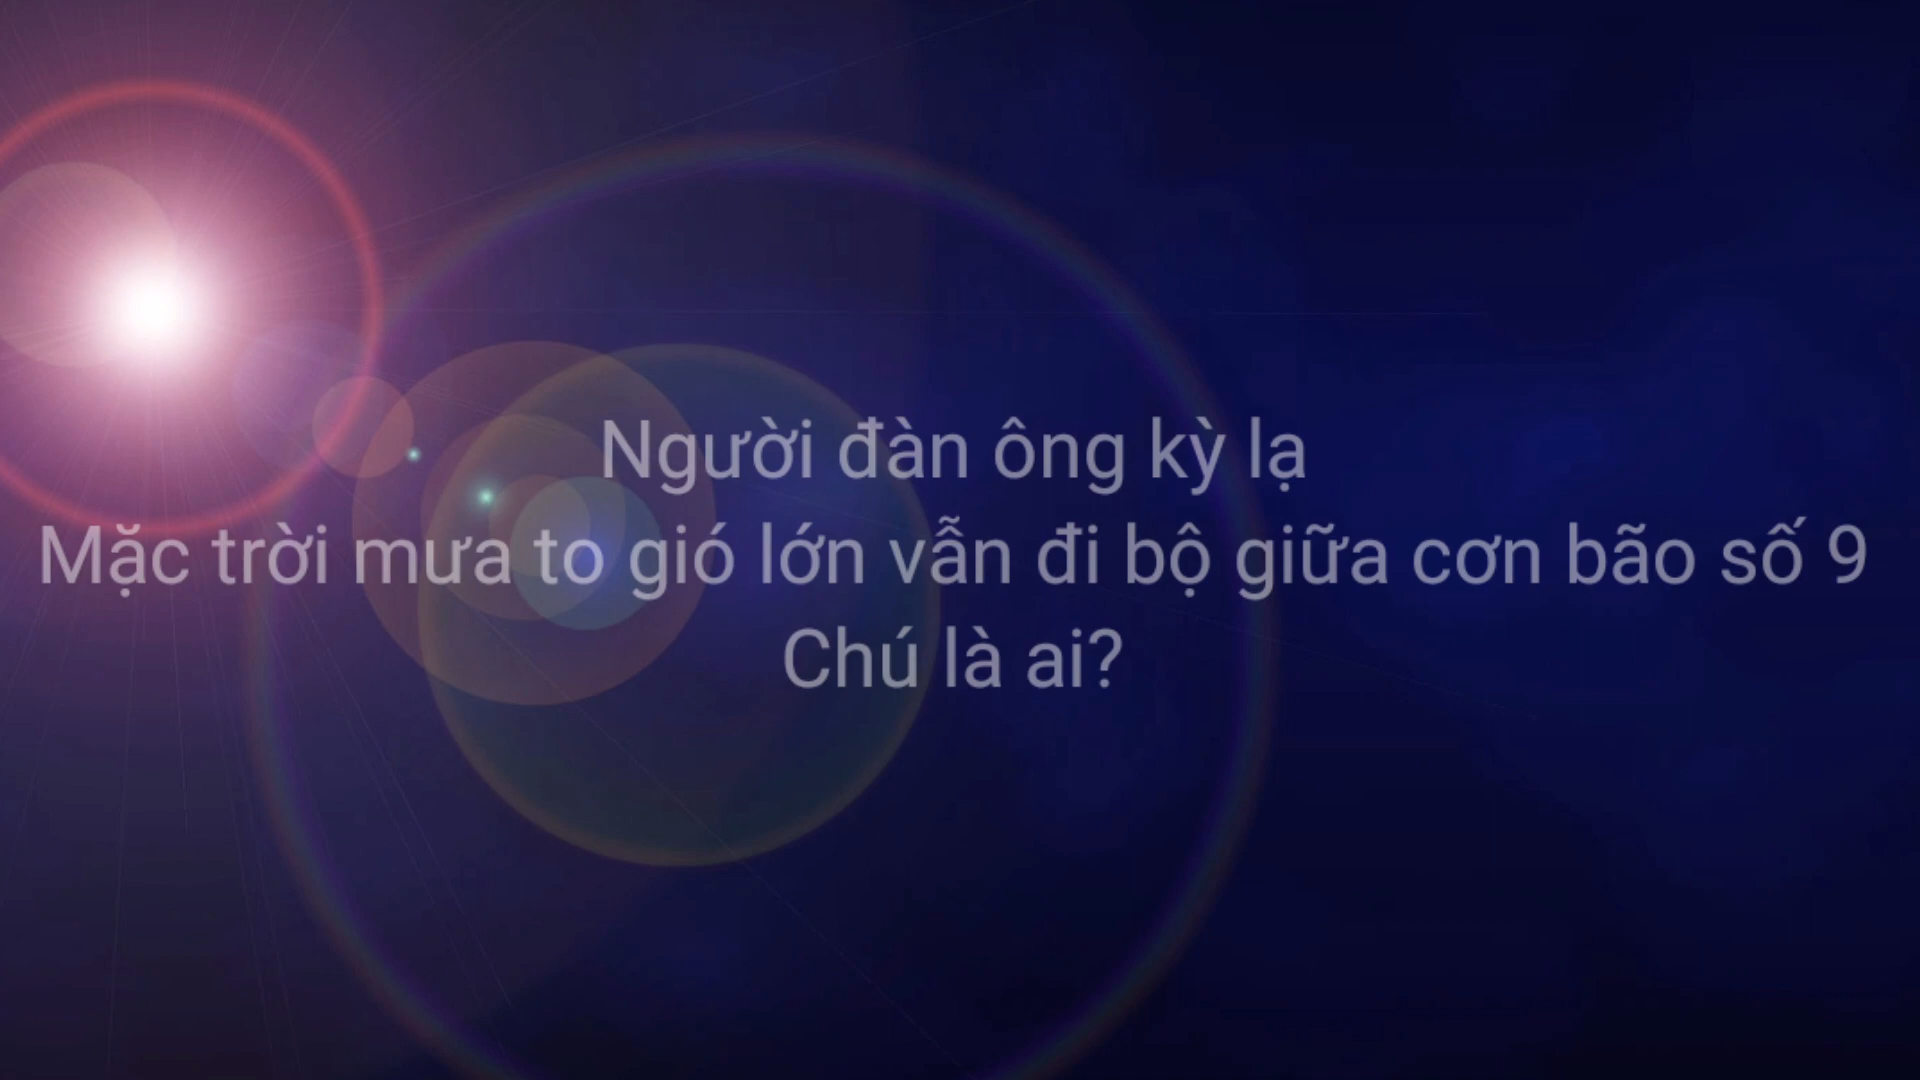 Người đàn ông kỳ lạ
Mặc trời mưa to gió lớn vẫn đi bộ giữa cơn bão số 9
Chú là ai?